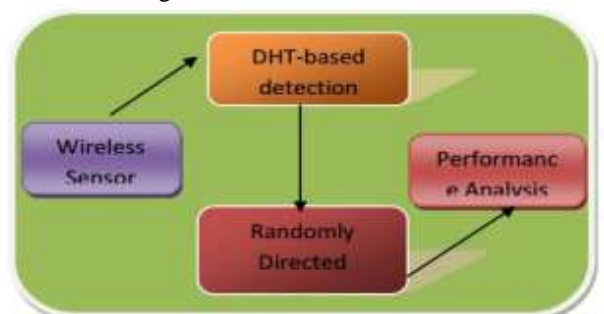 DHT-based
detection
Wireless
Sensor
Performanc
e Analysis
Randomly
Directed